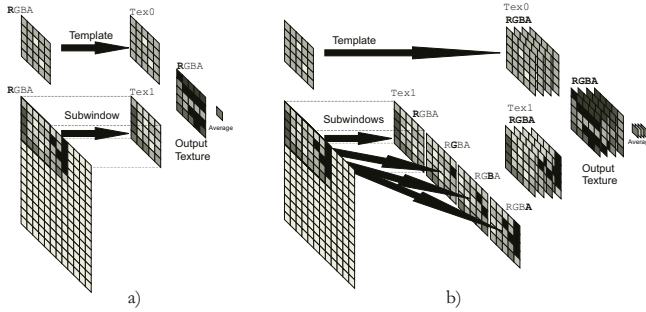 RGBA
Template
Tex0
RGBA
RGBA
Subwindow
Tex1
Average
Output
Texture
a)
Template
Tex0
RGBA
Tex1
RGBA
Subwindows
RGBA
RGBA
RGBA
Tex1
RGBA
RGBA
Output
Texture
b)